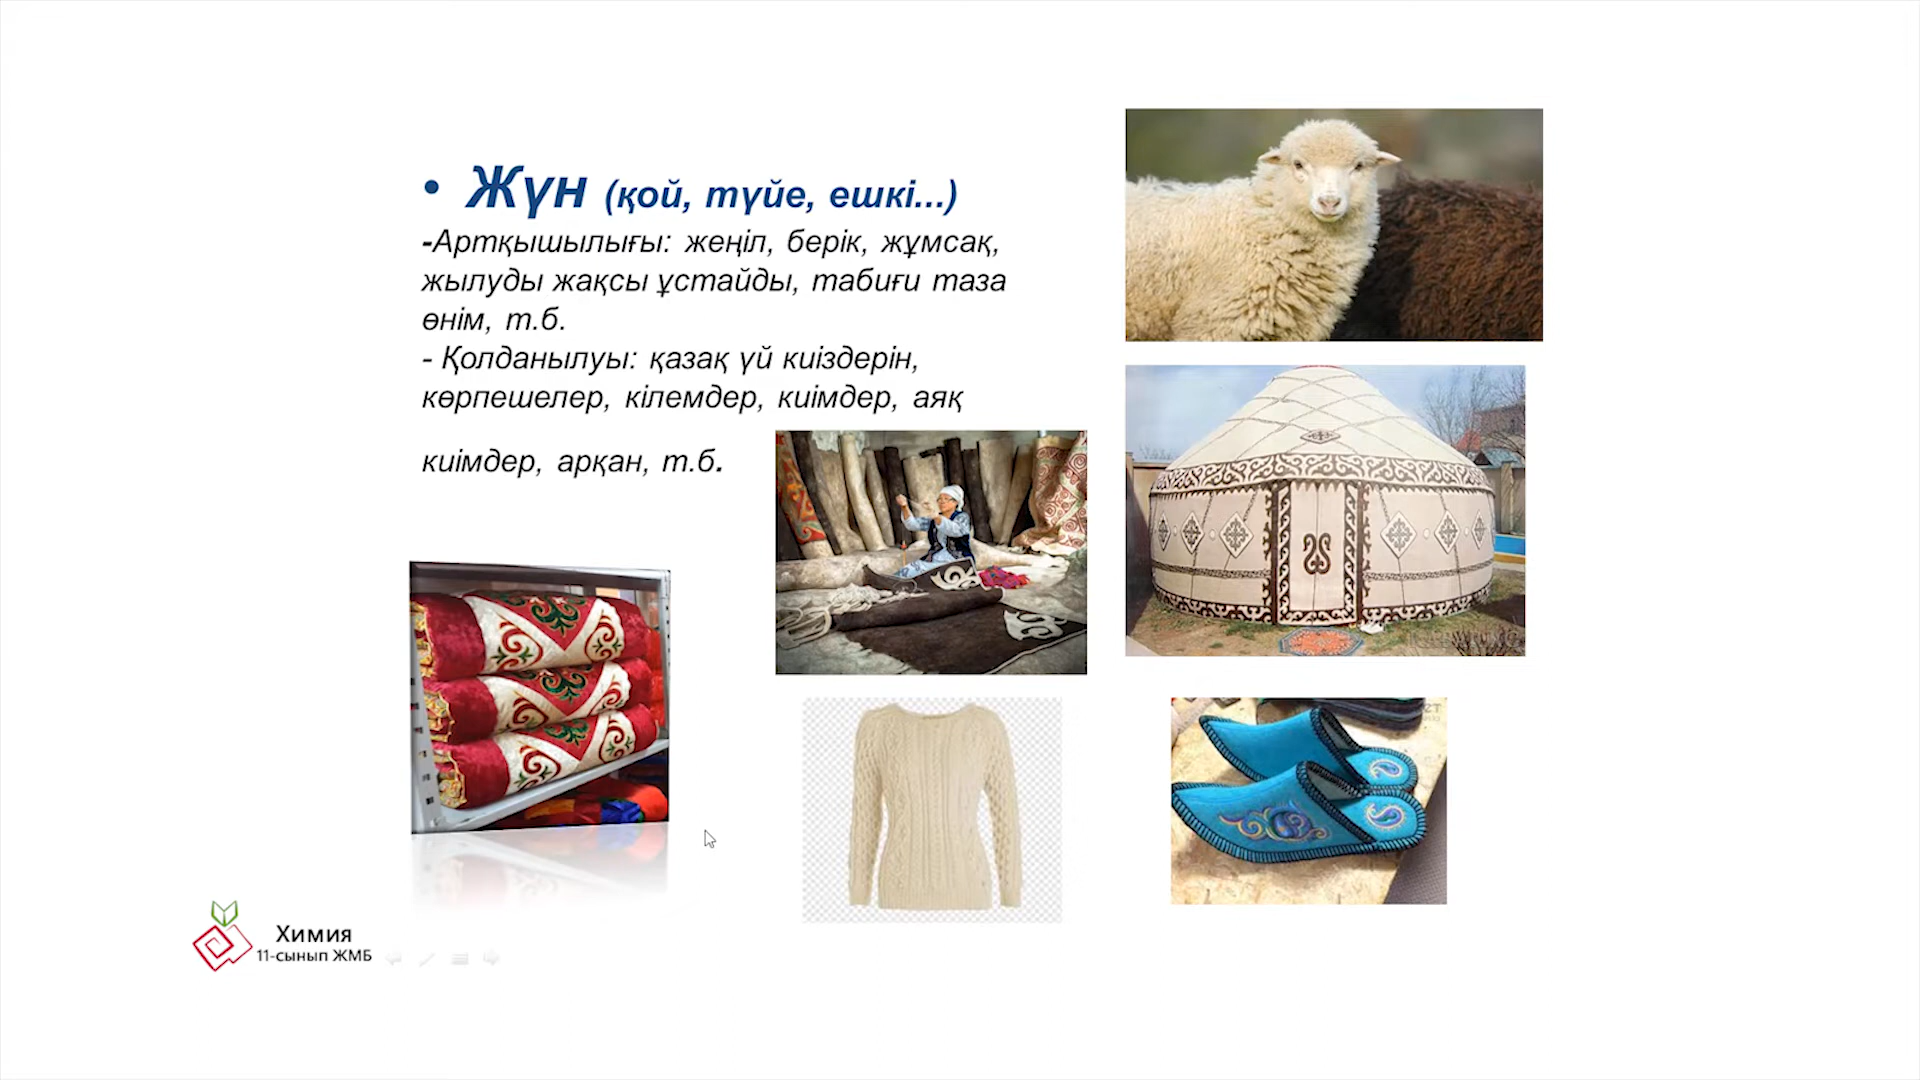 • Жүн (қой, түйе, ешкі...)
-Артқышылығы: жеңіл, берік, жұмсақ,
жылуды жақсы ұстайды, табиғи таза
өнім, т.б.
- Қолданылуы: қазақ үй киіздерін,
көрпешелер, кілемдер, киімдер, аяқ
киімдер, арқан, т.б.
Химия
11-сынып ЖМБ